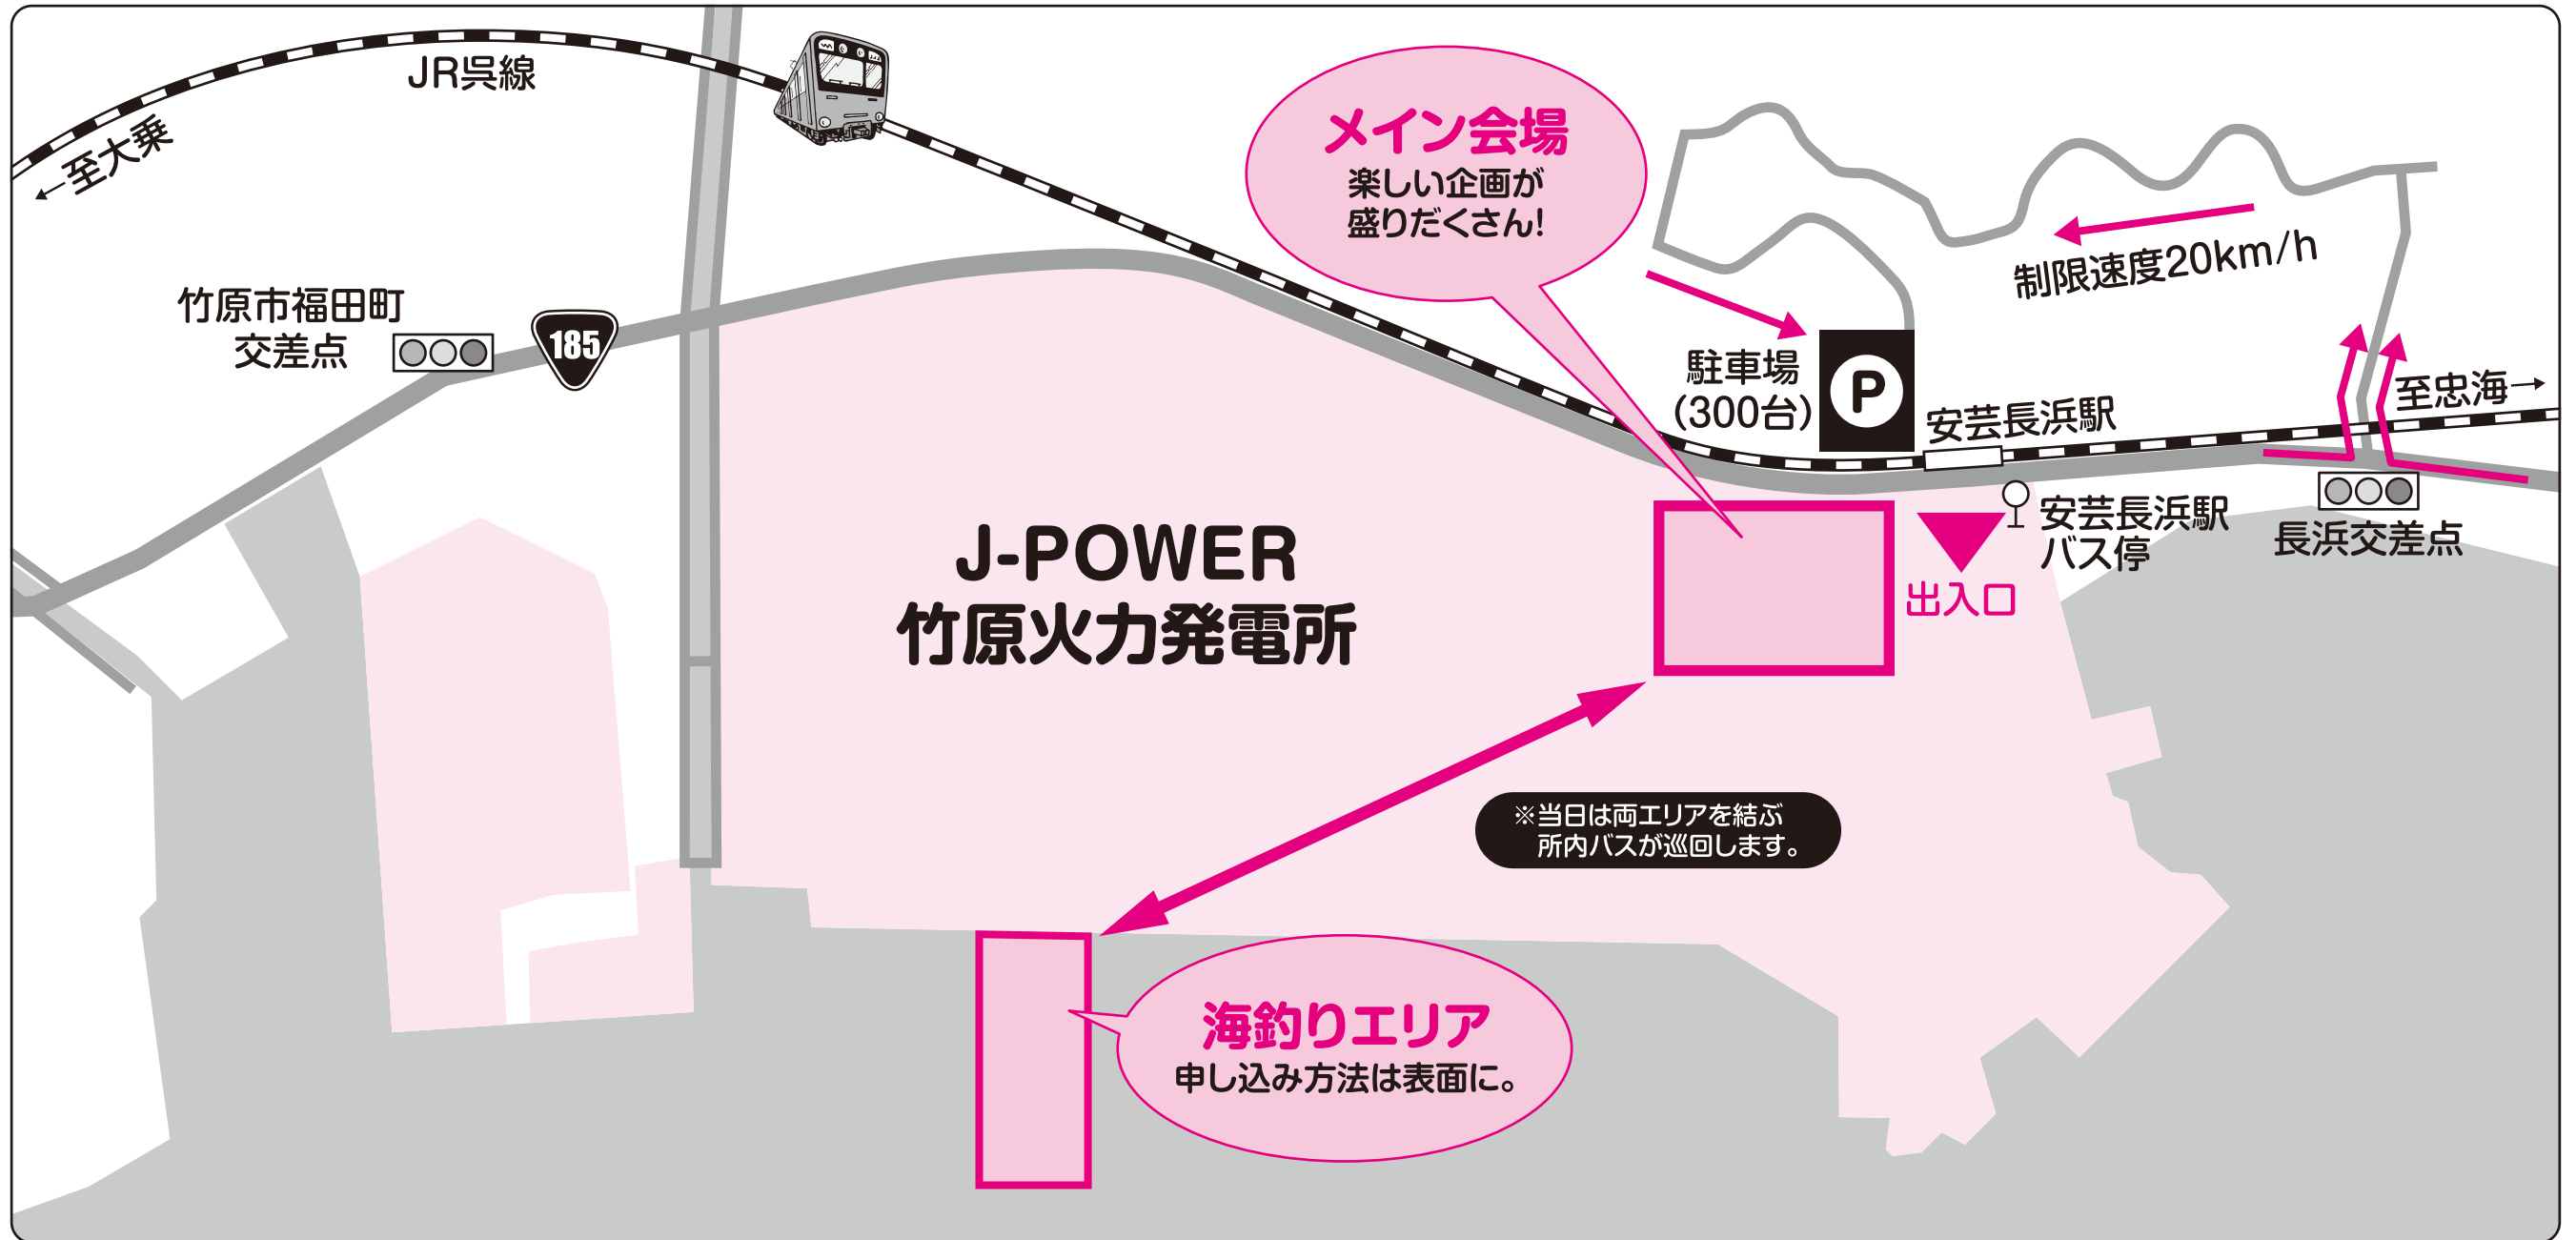 JR呉線
←至大乗
メイン会場
楽しい企画が
盛りだくさん!
制限速度20km/h
竹原市福田町
交差点
185
駐車場
(300台)
P
安芸長浜駅
至忠海→
安芸長浜駅
バス停
長浜交差点
出入口
J-POWER
竹原火力発電所
※当日は両エリアを結ぶ
所内バスが巡回します。
海釣りエリア
申し込み方法は表面に。